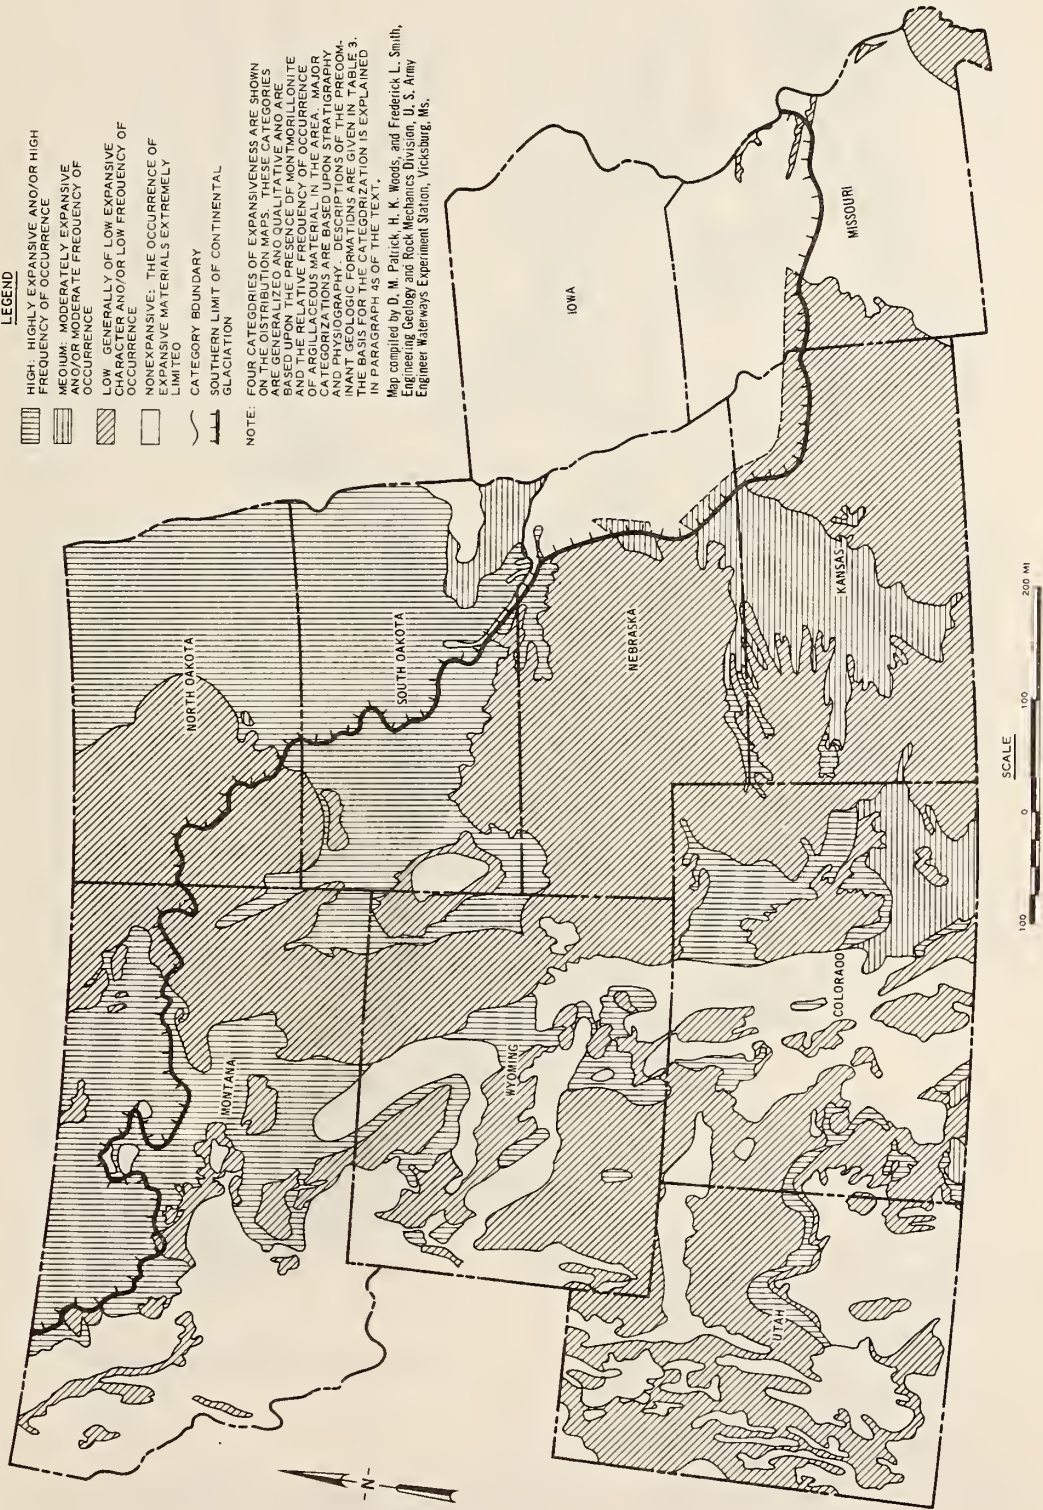 LEGEND
HIGH: HIGHLY EXPANSIVE AND/OR HIGH
FREQUENCY OF OCCURRENCE
MEDIUM: MODERATELY EXPANSIVE
AND/OR MODERATE FREQUENCY OF
OCCURRENCE
LOW GENERALLY OF LOW EXPANSIVE
CHARACTER AND/OR LOW FREQUENCY OF
OCCURRENCE
NONEXPANSIVE: THE OCCURRENCE OF
EXPANSIVE MATERIALS EXTREMELY
LIMITED
CATEGORY BOUNDARY
SOUTHERN LIMIT OF CONTINENTAL
GLACIATION
NOTE: FOUR CATEGORIES OF EXPANSIVENESS ARE SHOWN
ON THE DISTRIBUTION MAPS. THESE CATEGORIES
ARE GENERALIZED AND QUALITATIVE AND ARE
BASED UPON THE PRESENCE OF MONTMORILLONITE
AND THE RELATIVE FREQUENCY OF OCCURRENCE
OF ARGILLACEOUS MATERIAL IN THE AREA. MAJOR
CATEGORIZATIONS ARE BASED UPON STRATIGRAPHY
AND PHYSIOGRAPHY. DESCRIPTIONS OF THE PREDOM-
INANT GEOLOGIC FORMATIONS ARE GIVEN IN TABLE 3.
THE BASIS FOR THE CATEGORIZATION IS EXPLAINED
IN PARAGRAPH 45 OF THE TEXT.
Map compiled by D. M. Patrick, H. K. Woods, and Frederick L. Smith,
Engineering Geology and Rock Mechanics Division, U. S. Army
Engineer Waterways Experiment Station, Vicksburg, Ms.
NORTH DAKOTA
SOUTH DAKOTA
IOWA
MONTANA
WYOMING
NEBRASKA
MISSOURI
KANSAS
COLORADO
UTAH
-N-
SCALE
100 0 100 200 MI